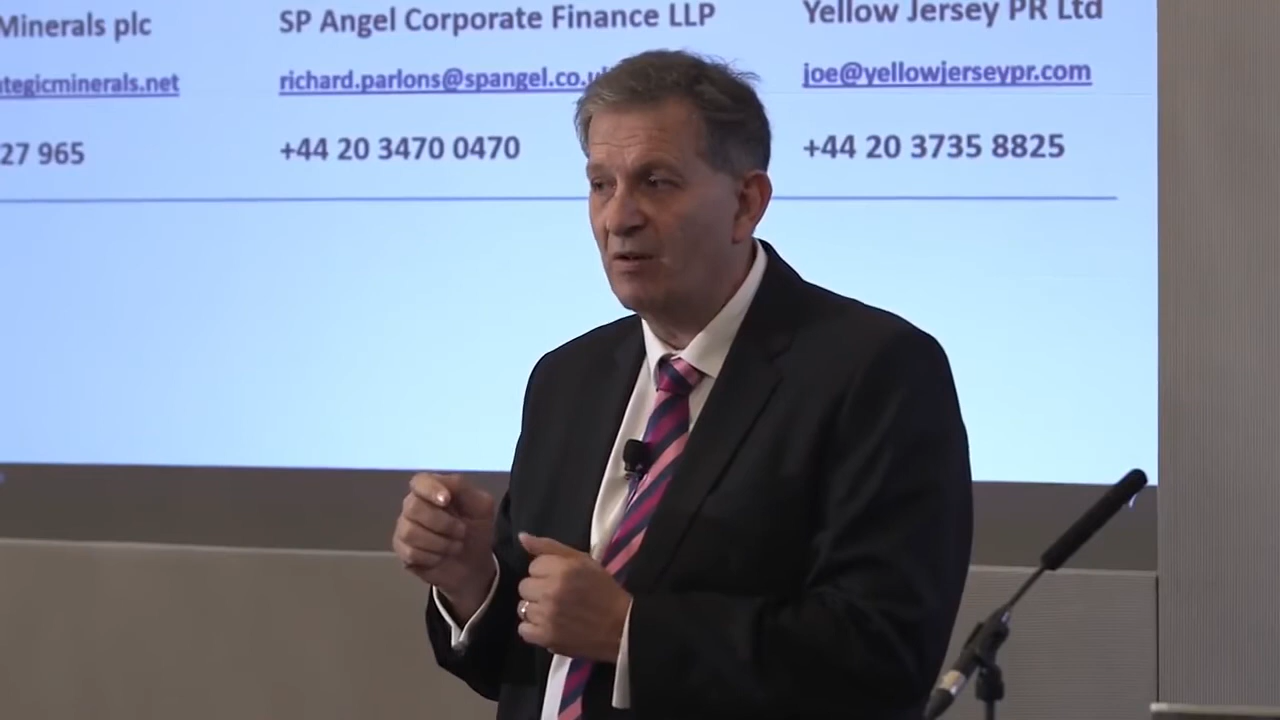 Minerals plc SP Angel Corporate Finance LLP Yellow Jersey PR Ltd
tegicminerals.net richard.parlons@spangel.co.u joe@yellowjerseypr.com
27 965 +44 20 3470 0470 +44 20 3735 8825